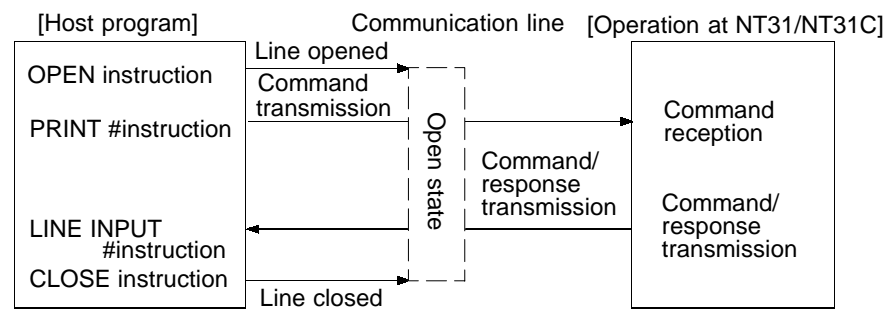 [Host program]
Communication line
[Operation at NT31/NT31C]
OPEN instruction
Line opened
Command
transmission
PRINT #instruction
Open state
Command
reception
Command/
response
transmission
Command/
response
transmission
LINE INPUT
#instruction
CLOSE instruction
Line closed